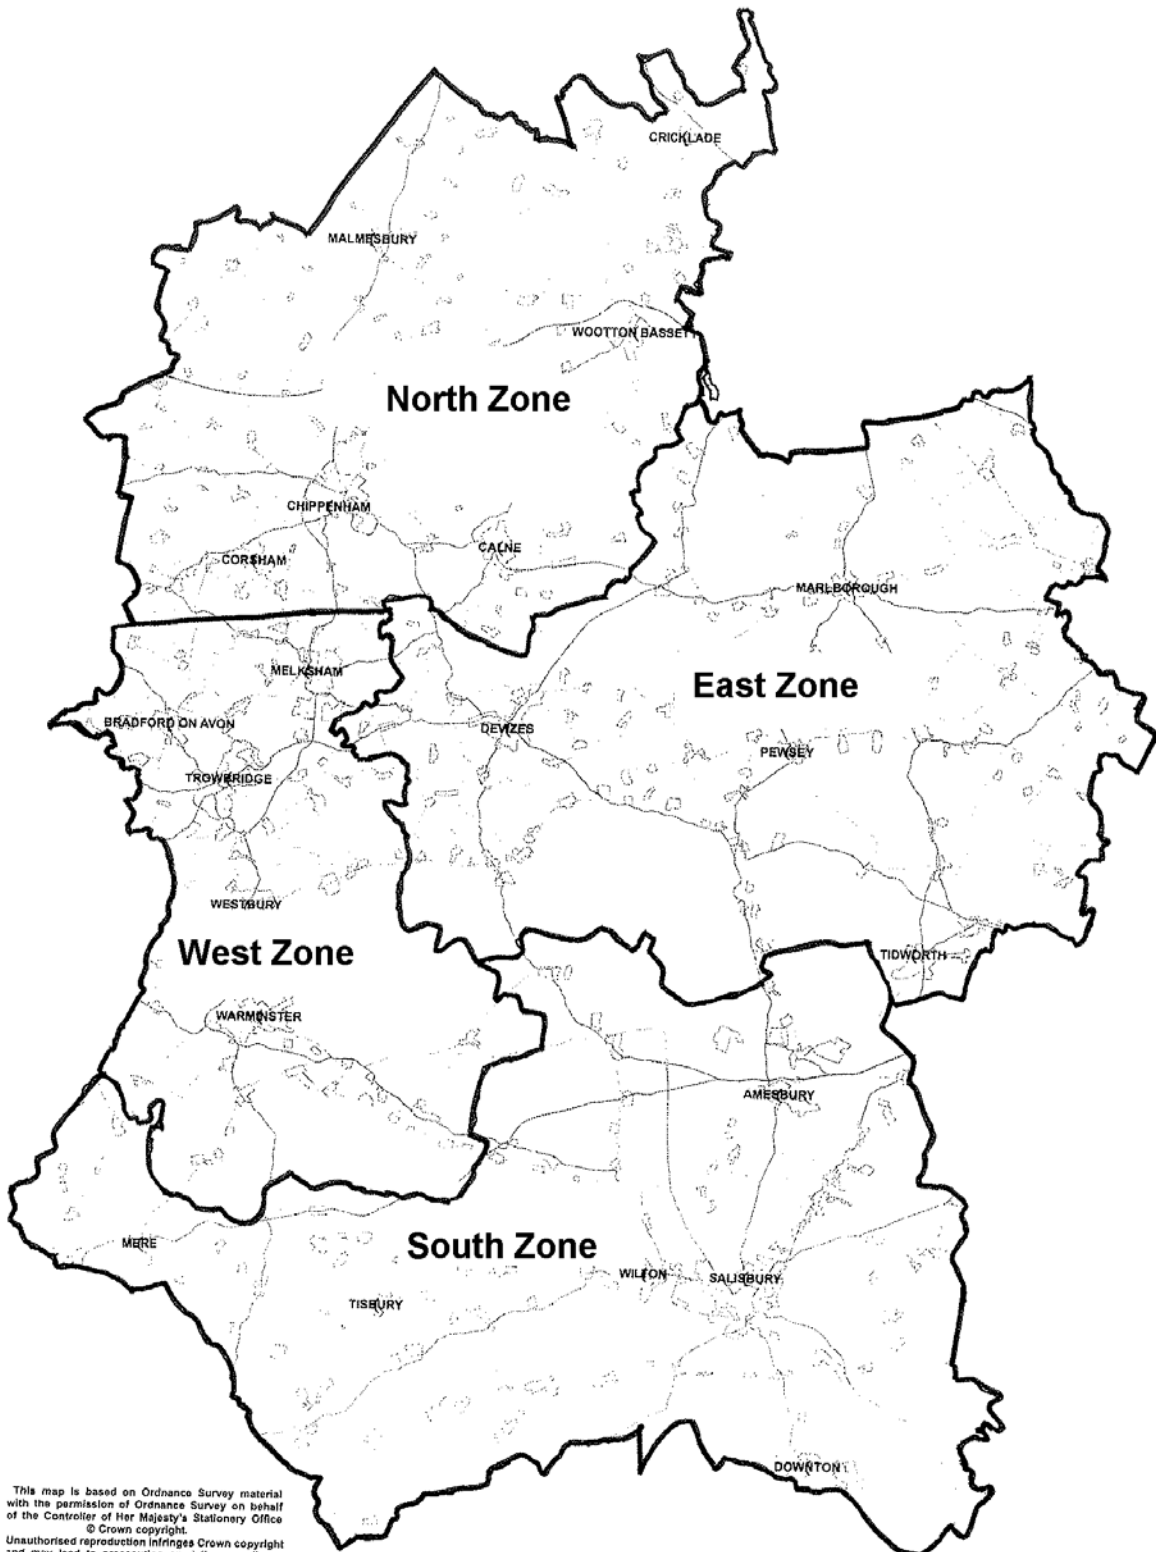 CRICKLADE
MALMESBURY
WOOTTON BASSETT
North Zone
CHIPPENHAM
CORSHAM
CALNE
MARLBOROUGH
MELKSHAM
East Zone
BRADFORD ON AVON
DEVIZES
PEWSEY
TROWBRIDGE
WESTBURY
West Zone
TIDWORTH
WARMINSTER
AMESBURY
MERE
South Zone
WILTON
SALISBURY
TISBURY
DOWNTON
This map is based on Ordnance Survey material
with the permission of Ordnance Survey on behalf
of the Controller of Her Majesty's Stationery Office
© Crown copyright.
Unauthorised reproduction infringes Crown copyright